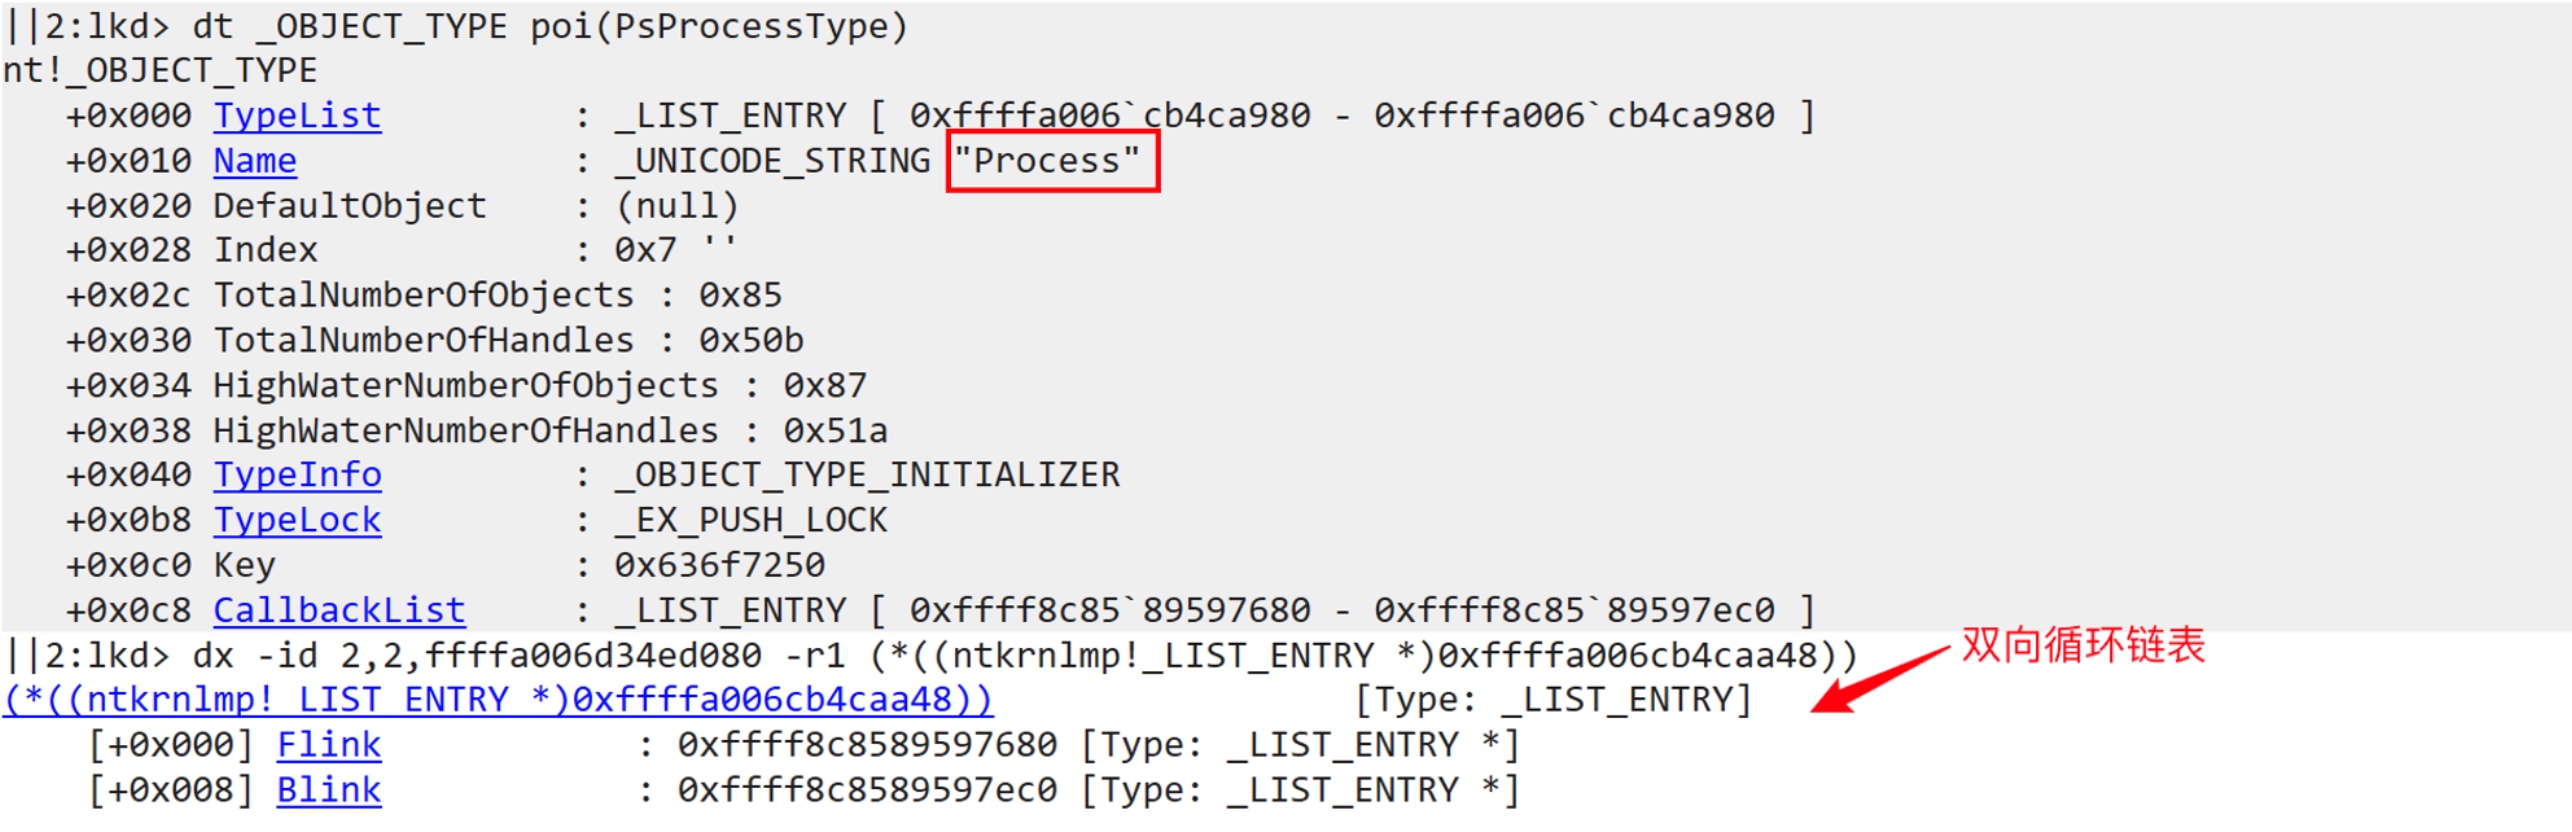 ||2:lkd> dt _OBJECT_TYPE poi(PsProcessType)
nt!_OBJECT_TYPE
   +0x000 TypeList         : _LIST_ENTRY [ 0xffffa006`cb4ca980 - 0xffffa006`cb4ca980 ]
   +0x010 Name             : _UNICODE_STRING "Process"
   +0x020 DefaultObject    : (null)
   +0x028 Index            : 0x7 ''
   +0x02c TotalNumberOfObjects : 0x85
   +0x030 TotalNumberOfHandles : 0x50b
   +0x034 HighWaterNumberOfObjects : 0x87
   +0x038 HighWaterNumberOfHandles : 0x51a
   +0x040 TypeInfo         : _OBJECT_TYPE_INITIALIZER
   +0x0b8 TypeLock         : _EX_PUSH_LOCK
   +0x0c0 Key              : 0x636f7250
   +0x0c8 CallbackList     : _LIST_ENTRY [ 0xffff8c85`89597680 - 0xffff8c85`89597ec0 ]
||2:lkd> dx -id 2,2,ffffa006d34ed080 -r1 (*((ntkrnlmp!_LIST_ENTRY *)0xffffa006cb4caa48))
双向循环链表
(*((ntkrnlmp!_LIST_ENTRY *)0xffffa006cb4caa48))                 [Type: _LIST_ENTRY]
    [+0x000] Flink            : 0xffff8c8589597680 [Type: _LIST_ENTRY *]
    [+0x008] Blink            : 0xffff8c8589597ec0 [Type: _LIST_ENTRY *]